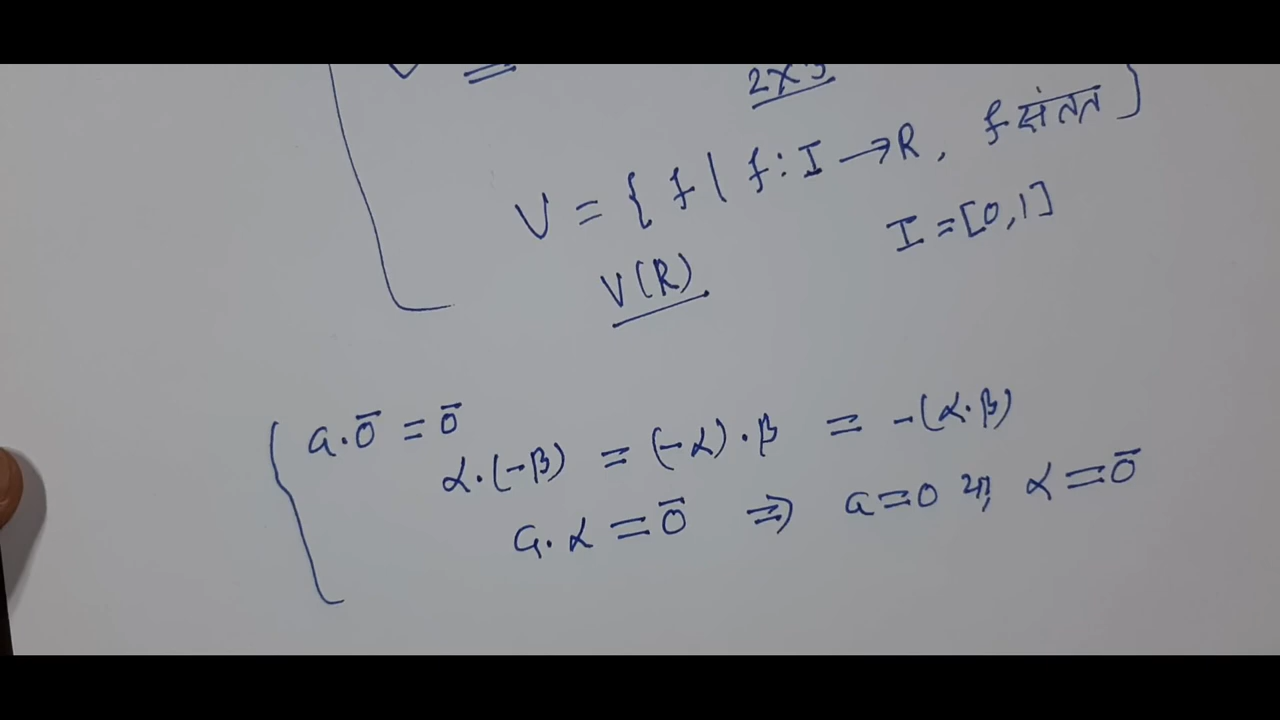 2×3
V = { f | f : I → R, f संतत }
I = [0,1]
V(R)
a·0̄ = 0̄
α·(-β) = (-α)·β = -(α·β)
a·α = 0̄ ⇒ a=0 या, α=0̄